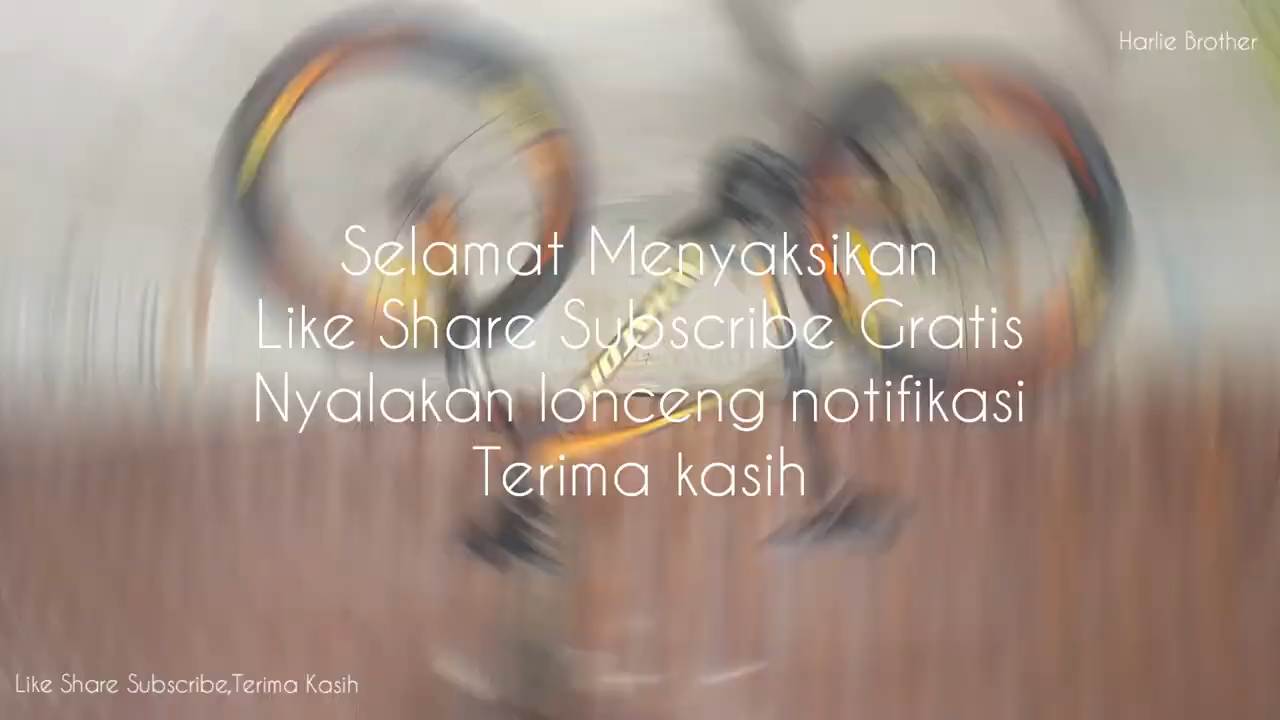 Harlie Brother
Selamat Menyaksikan
Like Share Subscribe Gratis
Nyalakan lonceng notifikasi
Terima kasih
Like Share Subscribe,Terima Kasih